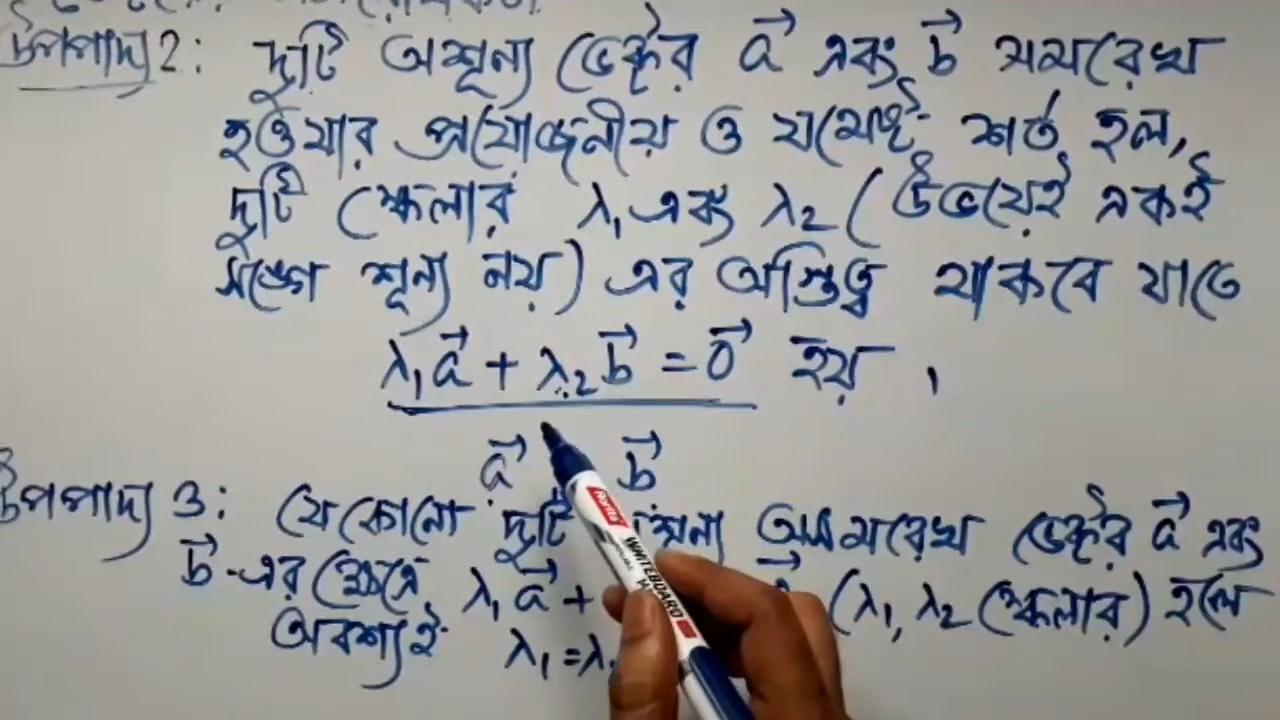 উপপাদ্য 2: দুটি অশূন্য ভেক্টর a⃗ এবং b⃗ সমরেখ
হওয়ার প্রয়োজনীয় ও যথেষ্ট শর্ত হল,
দুটি স্কেলার λ₁ এবং λ₂ (উভয়েই একই
সঙ্গে শূন্য নয়) এর অস্তিত্ব থাকবে যাতে
λ₁a⃗ + λ₂b⃗ = 0⃗ হয় ।
a⃗ b⃗
উপপাদ্য 3: যেকোনো দুটি অসমরেখ ভেক্টর a⃗ এবং
b⃗ -এর ক্ষেত্রে λ₁a⃗ + (λ₁, λ₂ স্কেলার) হলে
অবশ্যই λ₁ = λ
Flarito
WHITEBOARD